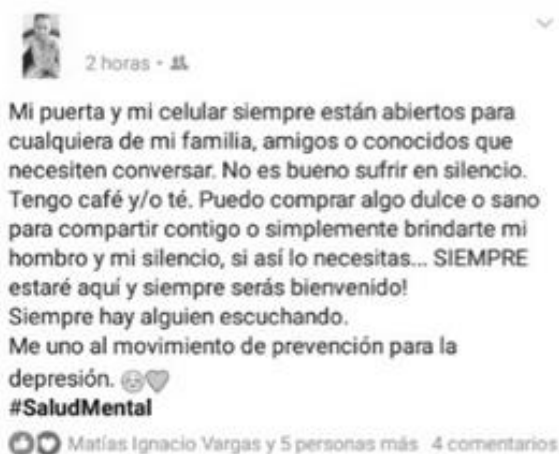 2 horas •
Mi puerta y mi celular siempre están abiertos para
cualquiera de mi familia, amigos o conocidos que
necesiten conversar. No es bueno sufrir en silencio.
Tengo café y/o té. Puedo comprar algo dulce o sano
para compartir contigo o simplemente brindarte mi
hombro y mi silencio, si así lo necesitas... SIEMPRE
estaré aquí y siempre serás bienvenido!
Siempre hay alguien escuchando.
Me uno al movimiento de prevención para la
depresión.
#SaludMental
Matías Ignacio Vargas y 5 personas más 4 comentarios